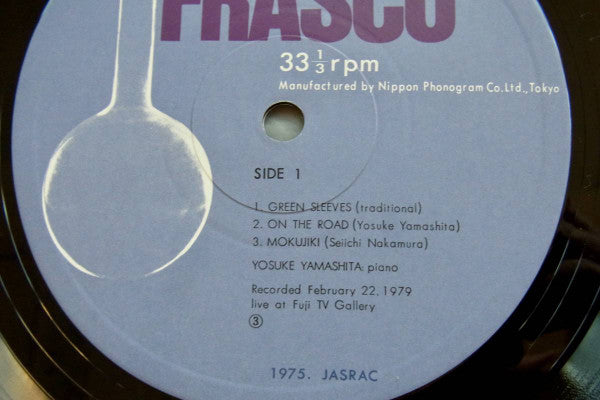 FRASCO
33 1/3 rpm
Manufactured by Nippon Phonogram Co.Ltd.,Tokyo
SIDE 1
1. GREEN SLEEVES (traditional)
2. ON THE ROAD (Yosuke Yamashita)
3. MOKUJIKI (Seiichi Nakamura)
YOSUKE YAMASHITA: piano
Recorded February 22, 1979
live at Fuji TV Gallery
③
1975. JASRAC